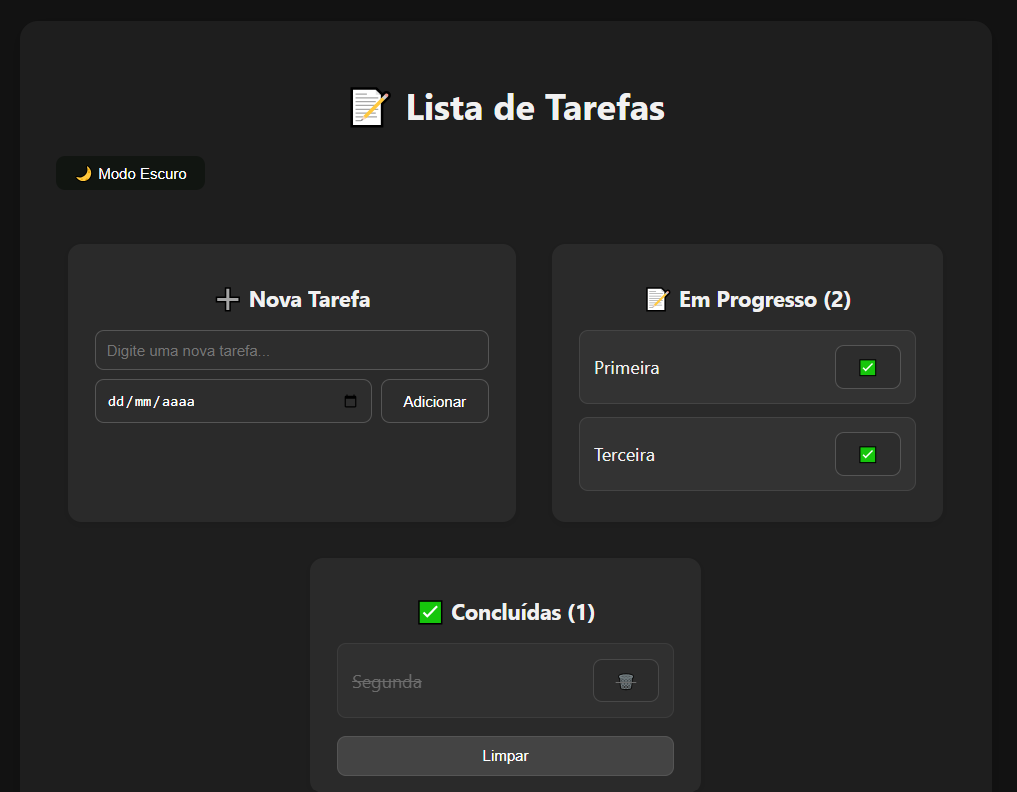 📝 Lista de Tarefas
🌙 Modo Escuro
➕ Nova Tarefa
Digite uma nova tarefa...
dd/mm/aaaa
Adicionar
📝 Em Progresso (2)
Primeira
✅
Terceira
✅
✅ Concluídas (1)
Segunda
🗑️
Limpar